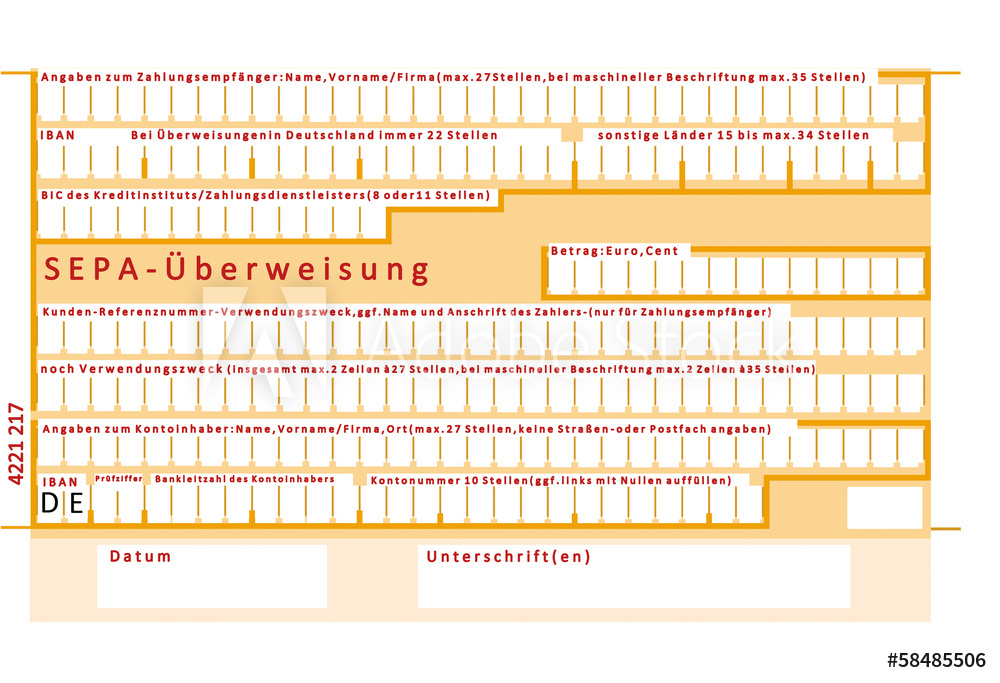 Angaben zum Zahlungsempfänger:Name,Vorname/Firma(max.27Stellen,bei maschineller Beschriftung max.35 Stellen)
IBAN Bei Überweisungenin Deutschland immer 22 Stellen sonstige Länder 15 bis max.34 Stellen
BIC des Kreditinstituts/Zahlungsdienstleisters(8 oder11 Stellen)
SEPA-Überweisung
Betrag:Euro,Cent
Kunden-Referenznummer-Verwendungszweck,ggf.Name und Anschrift des Zahlers-(nur für Zahlungsempfänger)
Adobe Stock
noch Verwendungszweck (insgesamt max.2 Zeilen à27 Stellen,bei maschineller Beschriftung max.2 Zeilen à35 Stellen)
4221 217
Angaben zum Kontoinhaber:Name,Vorname/Firma,Ort(max.27 Stellen,keine Straßen-oder Postfach angaben)
IBAN Prüfziffer Bankleitzahl des Kontoinhabers Kontonummer 10 Stellen(ggf.links mit Nullen auffüllen)
DE
Datum Unterschrift(en)
#58485506